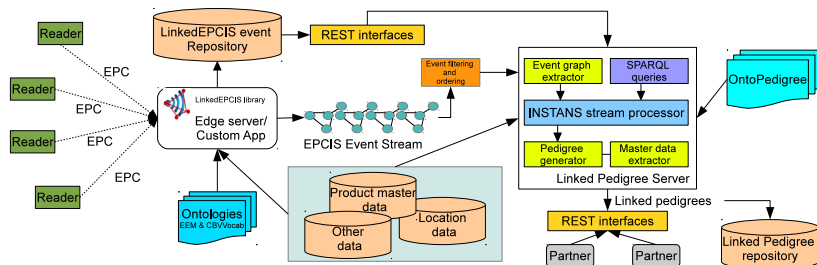 Reader
EPC
Reader
EPC
Reader
EPC
Reader
EPC
LinkedEPCIS event
Repository
REST interfaces
LinkedEPCIS library
Edge server/
Custom App
Ontologies
EEM & CBVVocab
EPCIS Event Stream
Event filtering
and
ordering
Product master
data
Other
data
Location
data
Event graph
extractor
SPARQL
queries
INSTANS stream processor
Pedigree
generator
Master data
extractor
Linked Pedigree Server
OntoPedigree
Linked pedigrees
REST interfaces
Partner
Partner
Linked Pedigree
repository